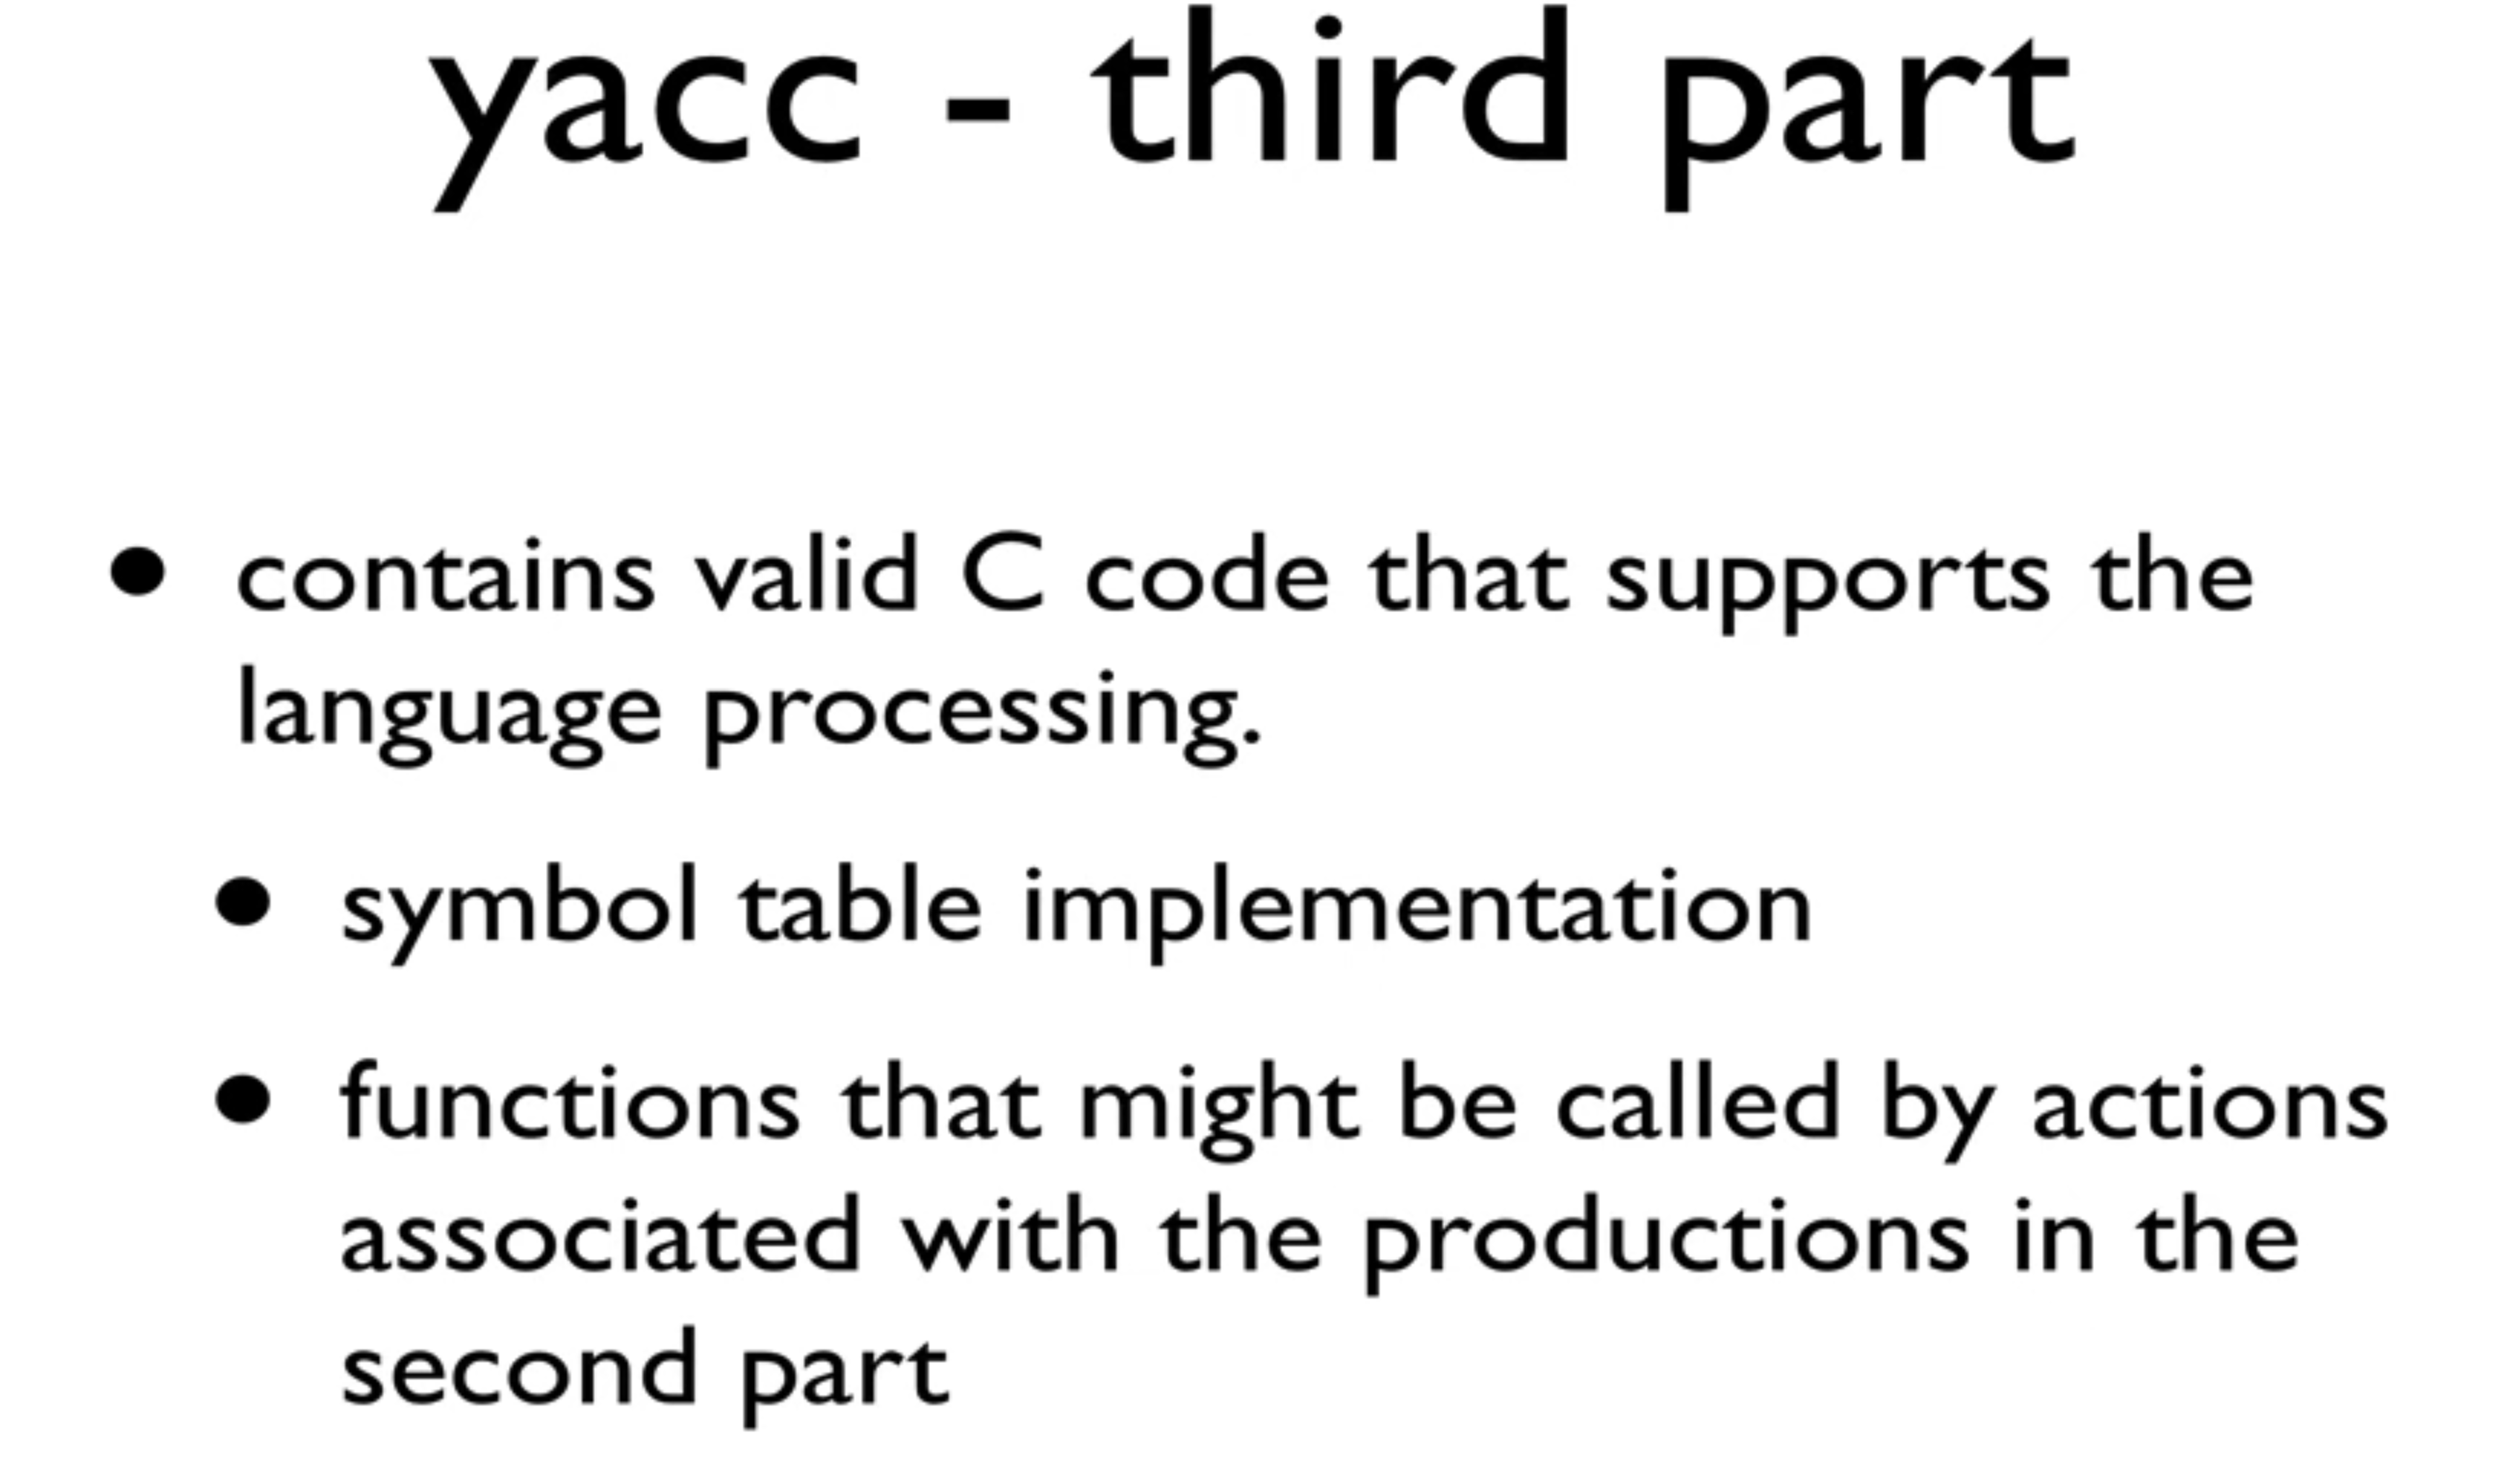 yacc - third part
• contains valid C code that supports the
language processing.
• symbol table implementation
• functions that might be called by actions
associated with the productions in the
second part